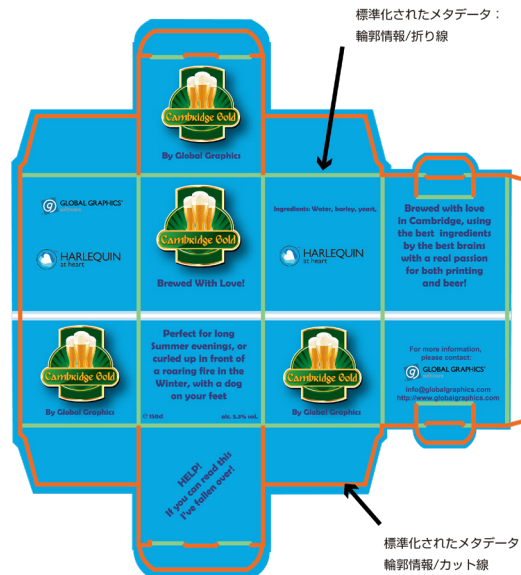 標準化されたメタデータ：
輪郭情報/折り線
Cambridge Gold
By Global Graphics
GLOBAL GRAPHICS
HARLEQUIN
at heart
Cambridge Gold
Brewed With Love!
Ingredients: Water, barley, yeast,
HARLEQUIN
at heart
Brewed with love
in Cambridge, using
the best ingredients
by the best brains
with a real passion
for both printing
and beer!
Cambridge Gold
By Global Graphics
Perfect for long
Summer evenings, or
curled up in front of
a roaring fire in the
Winter, with a dog
on your feet
℮ 150cl
alc. 5.2% vol.
Cambridge Gold
By Global Graphics
For more information,
please contact:
GLOBAL GRAPHICS
info@globalgraphics.com
http://www.globalgraphics.com
HELP!
If you can read this
I've fallen over!
標準化されたメタデータ
輪郭情報/カット線